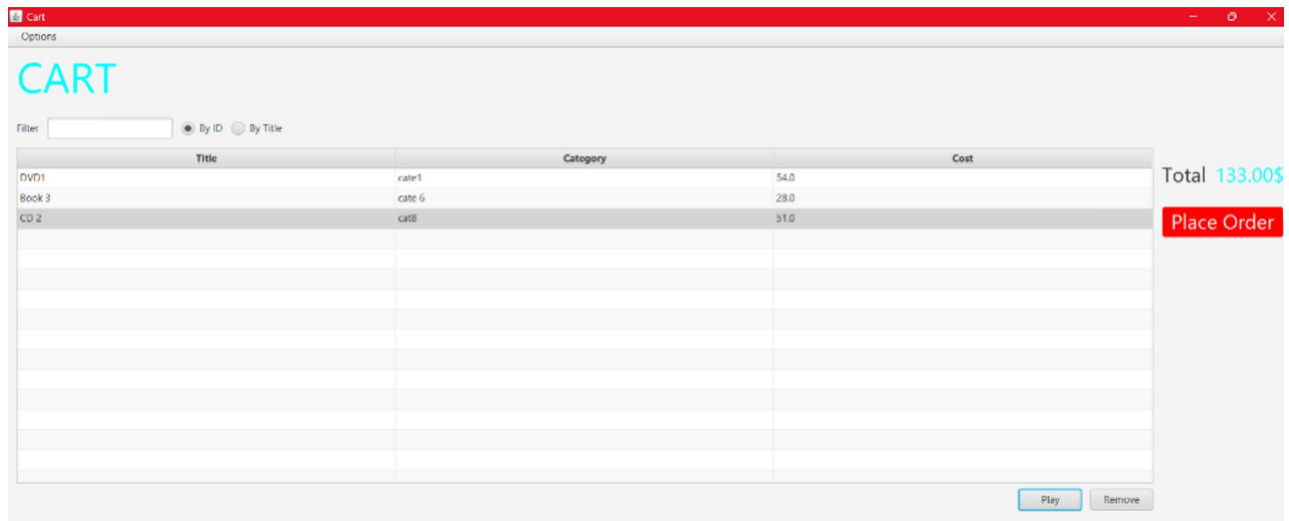 Cart
Options
CART
Filter By ID By Title
Title Category Cost
DVD1 cate1 54.0
Book 3 cate 6 28.0
CD 2 cat8 51.0
Total 133.00$
Place Order
Play Remove